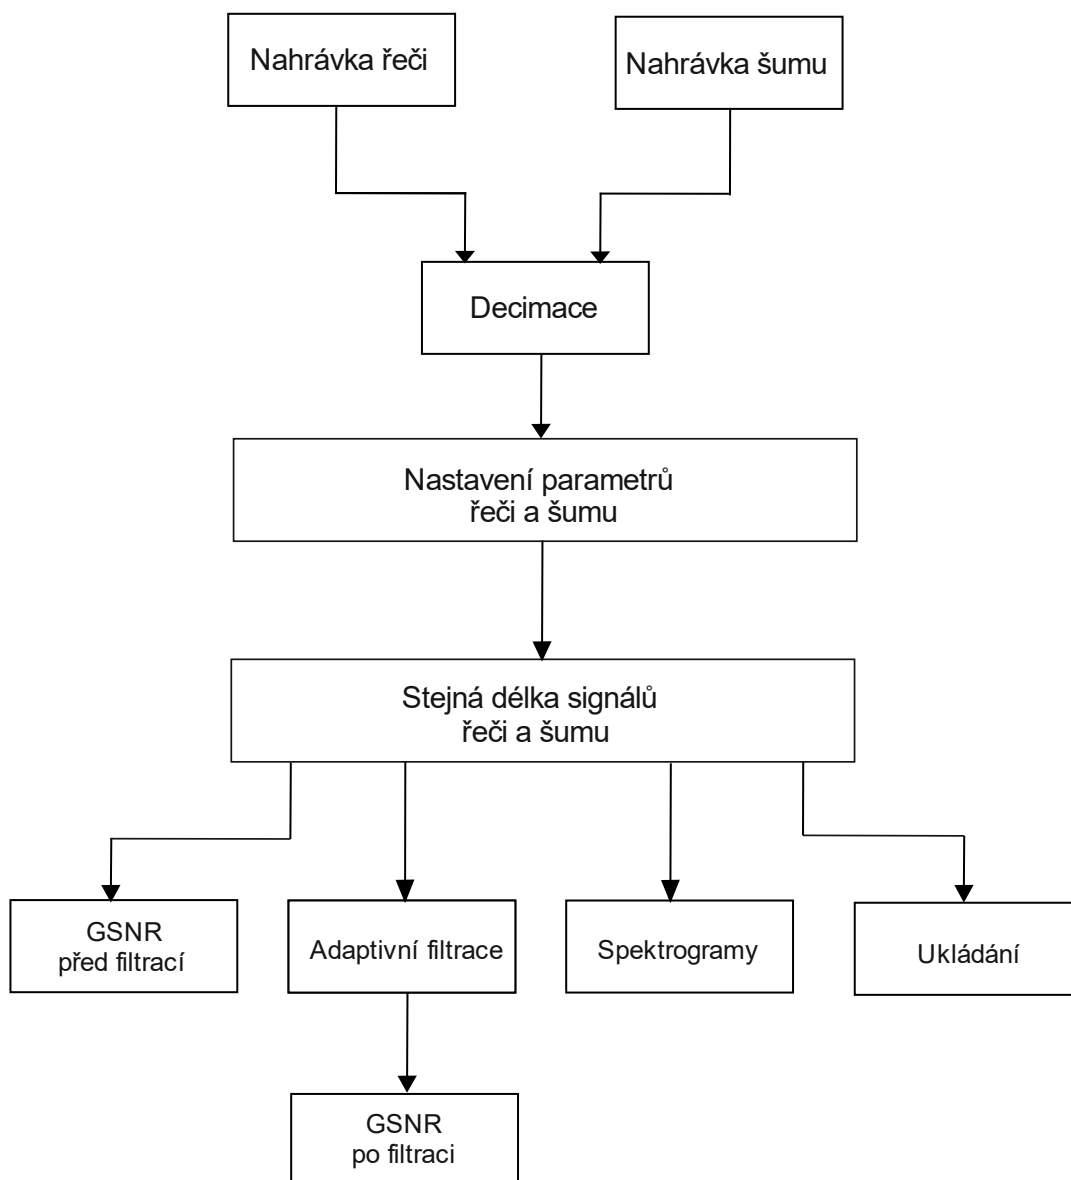 Nahrávka řeči
Nahrávka šumu
Decimace
Nastavení parametrů
řeči a šumu
Stejná délka signálů
řeči a šumu
GSNR
před filtrací
Adaptivní filtrace
Spektrogramy
Ukládání
GSNR
po filtraci